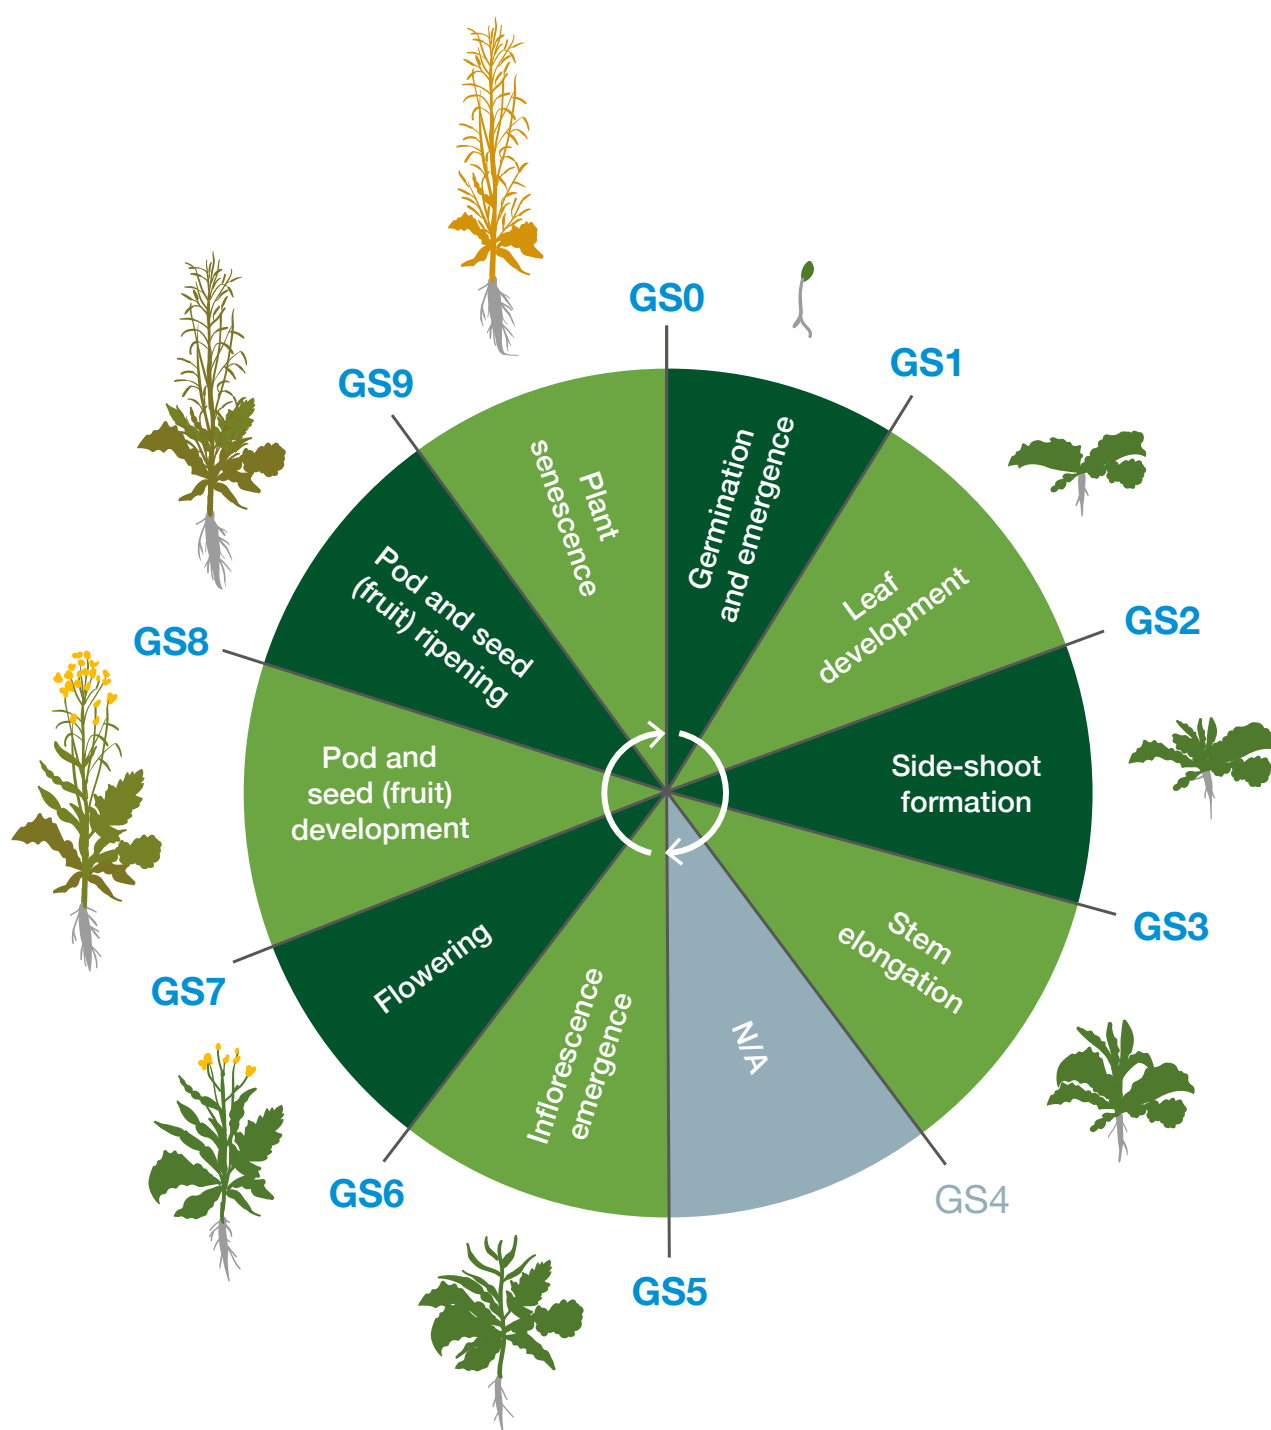 GS0
Germination
and emergence
GS1
Leaf
development
GS2
Side-shoot
formation
GS3
Stem
elongation
GS4
N/A
GS5
Inflorescence
emergence
GS6
Flowering
GS7
Pod and
seed (fruit)
development
GS8
Pod and seed
(fruit) ripening
GS9
Plant
senescence